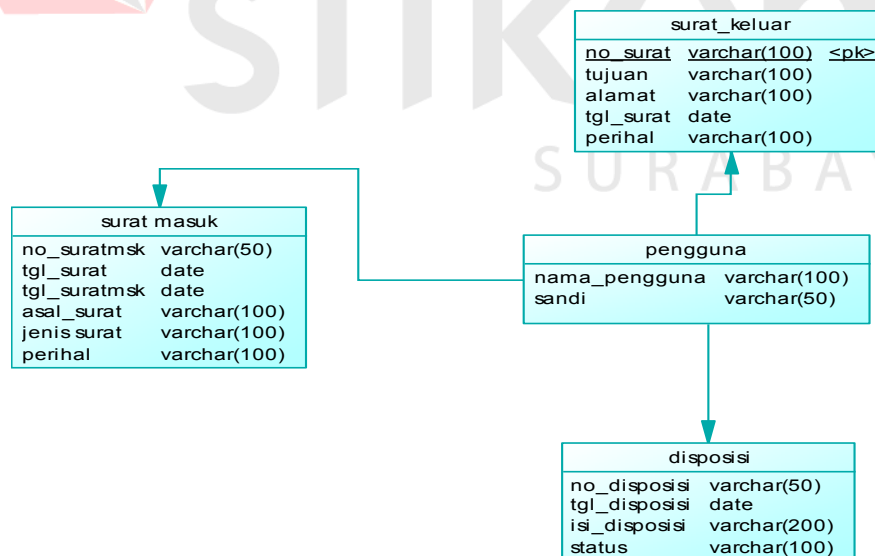 surat_keluar
no_surat varchar(100) <pk>
tujuan varchar(100)
alamat varchar(100)
tgl_surat date
perihal varchar(100)
SURABAY
surat masuk
no_suratmsk varchar(50)
tgl_surat date
tgl_suratmsk date
asal_surat varchar(100)
jenis surat varchar(100)
perihal varchar(100)
pengguna
nama_pengguna varchar(100)
sandi varchar(50)
disposisi
no_disposisi varchar(50)
tgl_disposisi date
isi_disposisi varchar(200)
status varchar(100)